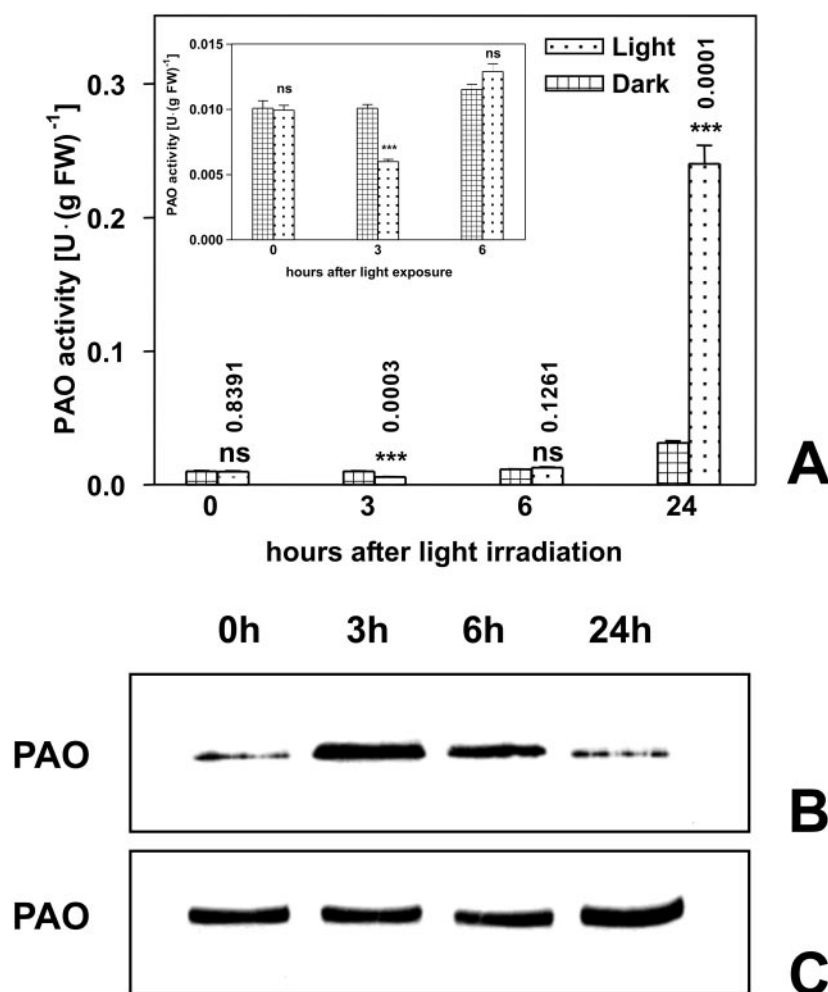 PAO activity [U· (g FW)⁻¹]
0.3
0.2
0.1
0.0
0.015
0.010
0.005
0.000
PAO activity [U· (g FW)⁻¹]
ns
***
ns
0
3
6
hours after light exposure
Light
Dark
0.8391
ns
0.0003
***
0.1261
ns
0.0001
***
0
3
6
24
hours after light irradiation
A
0h 3h 6h 24h
PAO
B
PAO
C